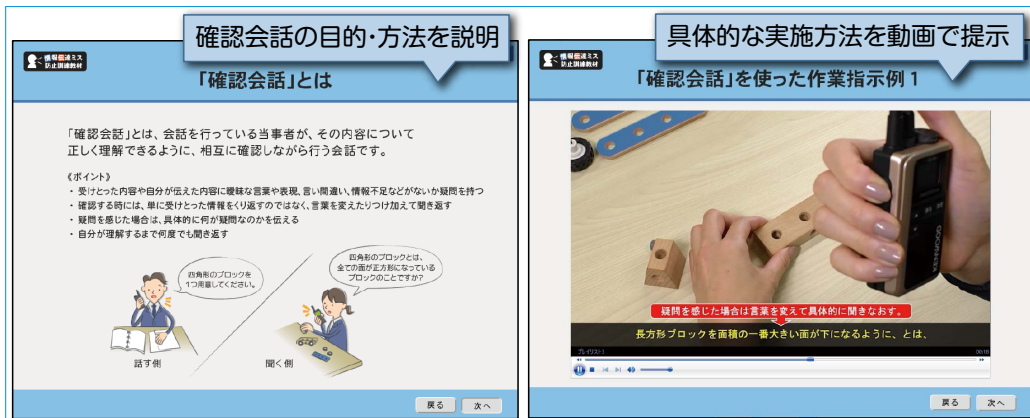 確認会話の目的・方法を説明
情報伝達ミス
防止訓練教材
「確認会話」とは
「確認会話」とは、会話を行っている当事者が、その内容について
正しく理解できるように、相互に確認しながら行う会話です。
《ポイント》
・受けとった内容や自分が伝えた内容に曖昧な言葉や表現、言い間違い、情報不足などがないか疑問を持つ
・確認する時には、単に受けとった情報をくり返すのではなく、言葉を変えたりつけ加えて聞き返す
・疑問を感じた場合は、具体的に何が疑問なのかを伝える
・自分が理解するまで何度でも聞き返す
四角形のブロックを
1つ用意してください。
四角形のブロックとは、
全ての面が正方形になっている
ブロックのことですか?
話す側
聞く側
戻る
次へ
具体的な実施方法を動画で提示
情報伝達ミス
防止訓練教材
「確認会話」を使った作業指示例1
KENWOOD
疑問を感じた場合は言葉を変えて具体的に聞きなおす。
長方形ブロックを面積の一番大きい面が下になるように、とは、
プレイリスト1
00:18
戻る
次へ